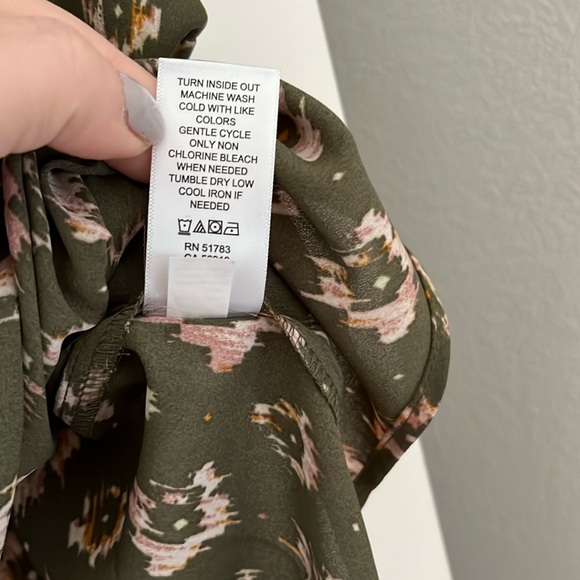 TURN INSIDE OUT
MACHINE WASH
COLD WITH LIKE
COLORS
GENTLE CYCLE
ONLY NON
CHLORINE BLEACH
WHEN NEEDED
TUMBLE DRY LOW
COOL IRON IF
NEEDED
RN 51783